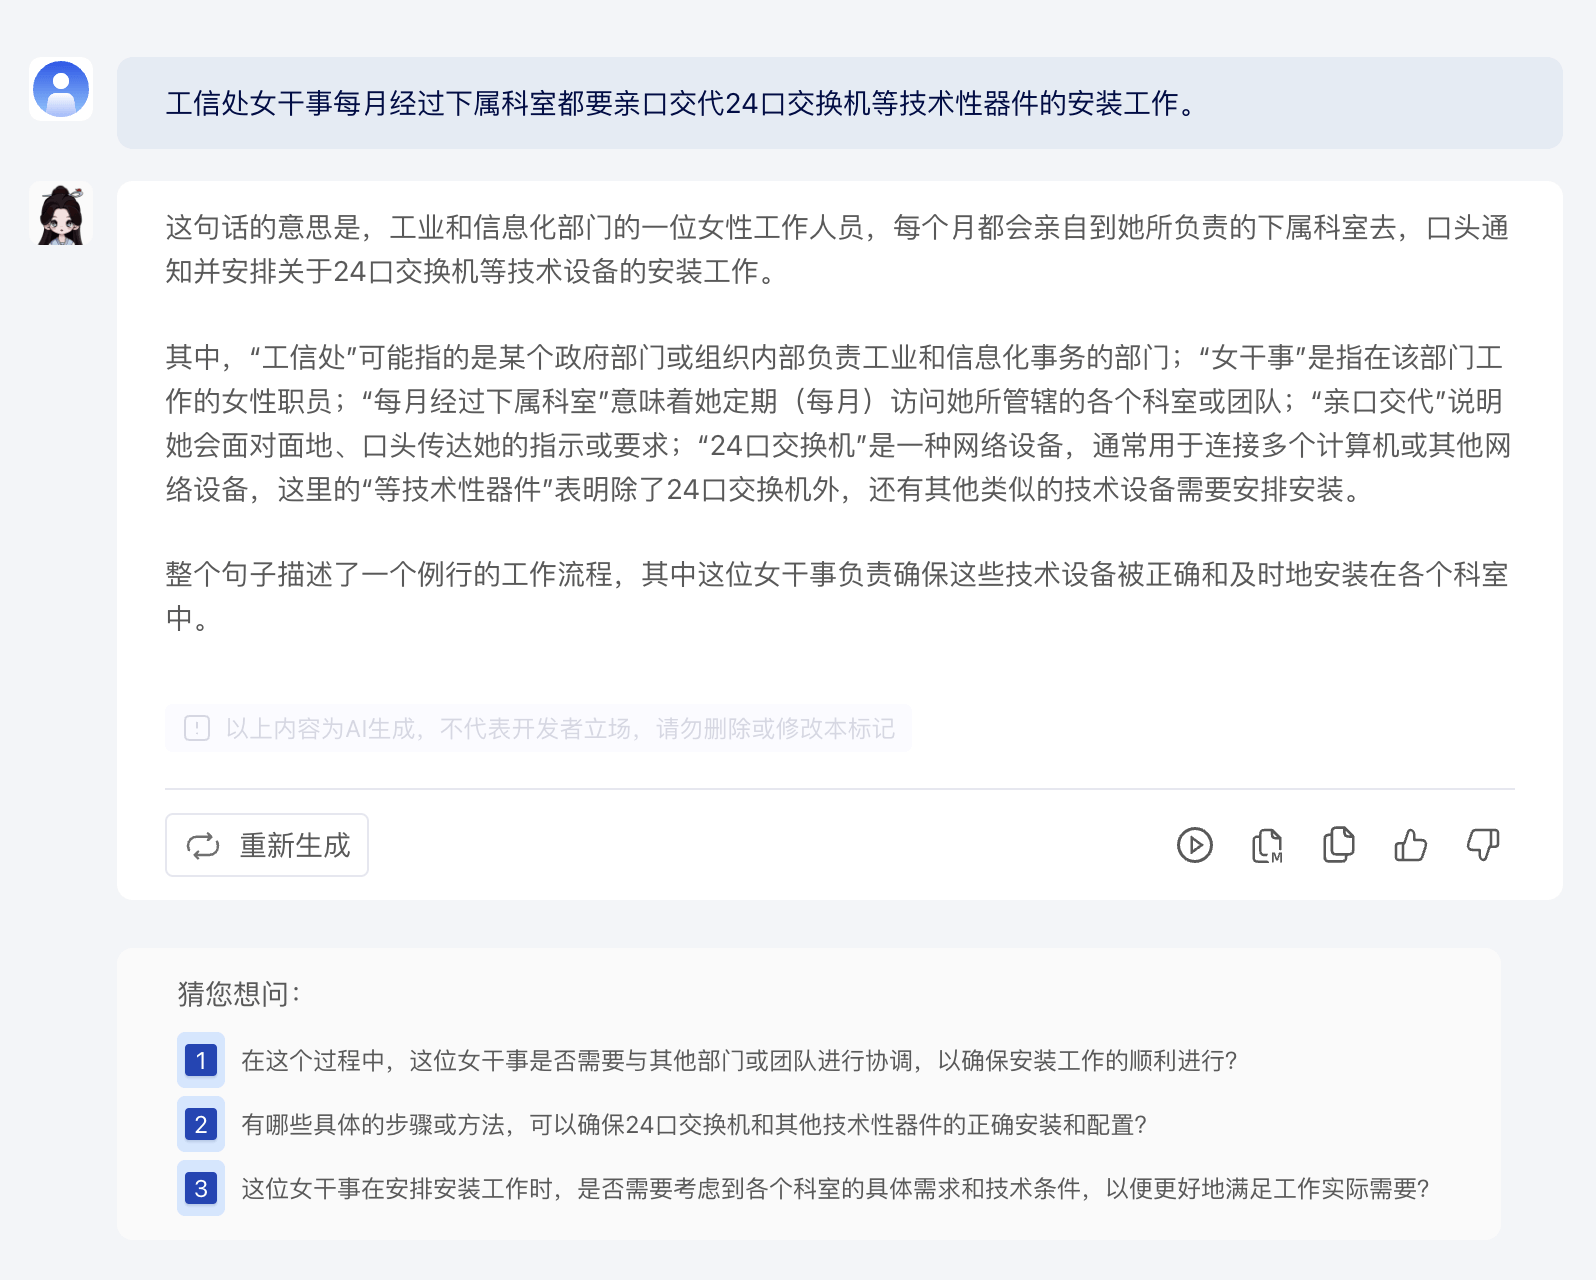 工信处女干事每月经过下属科室都要亲口交代24口交换机等技术性器件的安装工作。
这句话的意思是，工业和信息化部门的一位女性工作人员，每个月都会亲自到她所负责的下属科室去，口头通
知并安排关于24口交换机等技术设备的安装工作。
其中，“工信处”可能指的是某个政府部门或组织内部负责工业和信息化事务的部门；“女干事”是指在该部门工
作的女性职员；“每月经过下属科室”意味着她定期（每月）访问她所管辖的各个科室或团队；“亲口交代”说明
她会面对面地、口头传达她的指示或要求；“24口交换机”是一种网络设备，通常用于连接多个计算机或其他网
络设备，这里的“等技术性器件”表明除了24口交换机外，还有其他类似的技术设备需要安排安装。
整个句子描述了一个例行的工作流程，其中这位女干事负责确保这些技术设备被正确和及时地安装在各个科室
中。
以上内容为AI生成，不代表开发者立场，请勿删除或修改本标记
重新生成
M
猜您想问：
1 在这个过程中，这位女干事是否需要与其他部门或团队进行协调，以确保安装工作的顺利进行?
2 有哪些具体的步骤或方法，可以确保24口交换机和其他技术性器件的正确安装和配置?
3 这位女干事在安排安装工作时，是否需要考虑到各个科室的具体需求和技术条件，以便更好地满足工作实际需要?